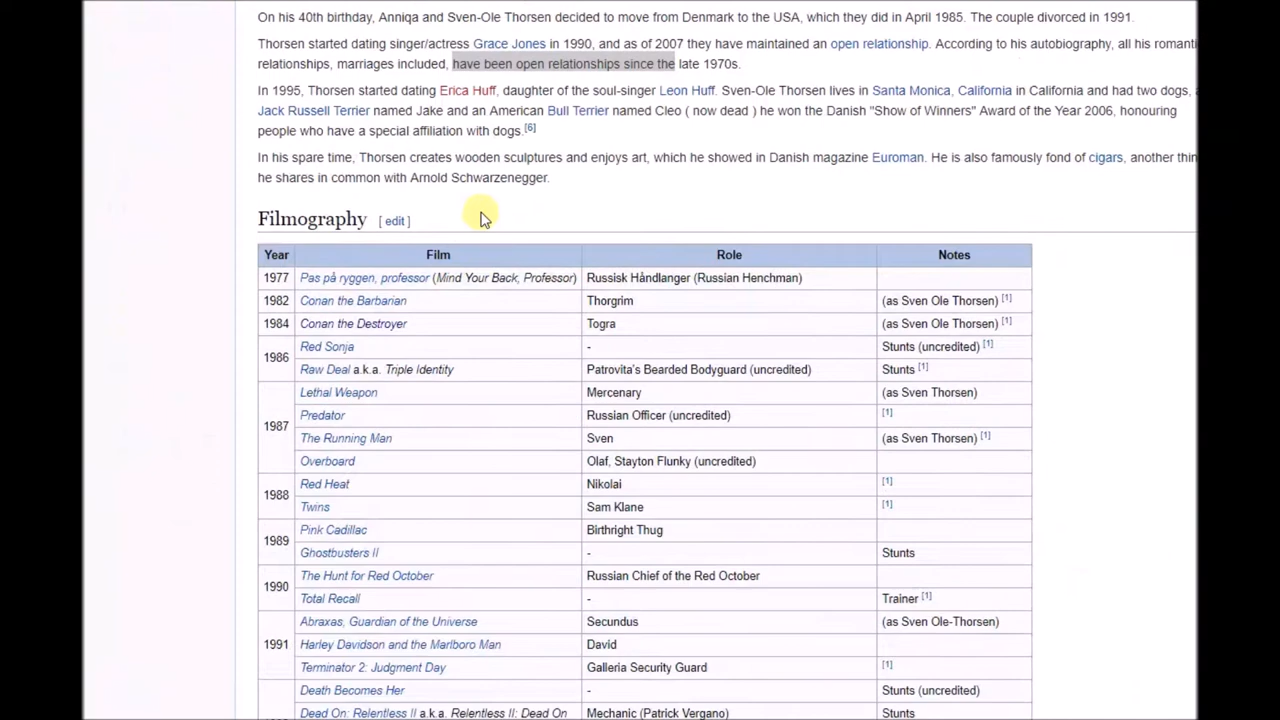 On his 40th birthday, Anniqa and Sven-Ole Thorsen decided to move from Denmark to the USA, which they did in April 1985. The couple divorced in 1991.
Thorsen started dating singer/actress Grace Jones in 1990, and as of 2007 they have maintained an open relationship. According to his autobiography, all his romanti
relationships, marriages included, have been open relationships since the late 1970s.
In 1995, Thorsen started dating Erica Huff, daughter of the soul-singer Leon Huff. Sven-Ole Thorsen lives in Santa Monica, California in California and had two dogs,
Jack Russell Terrier named Jake and an American Bull Terrier named Cleo ( now dead ) he won the Danish "Show of Winners" Award of the Year 2006, honouring
people who have a special affiliation with dogs.[6]
In his spare time, Thorsen creates wooden sculptures and enjoys art, which he showed in Danish magazine Euroman. He is also famously fond of cigars, another thin
he shares in common with Arnold Schwarzenegger.
Filmography [ edit ]
Year Film Role Notes
1977 Pas på ryggen, professor (Mind Your Back, Professor) Russisk Håndlanger (Russian Henchman)
1982 Conan the Barbarian Thorgrim (as Sven Ole Thorsen) [1]
1984 Conan the Destroyer Togra (as Sven Ole Thorsen) [1]
1986 Red Sonja - Stunts (uncredited) [1]
Raw Deal a.k.a. Triple Identity Patrovita's Bearded Bodyguard (uncredited) Stunts [1]
1987 Lethal Weapon Mercenary (as Sven Thorsen)
Predator Russian Officer (uncredited) [1]
The Running Man Sven (as Sven Thorsen) [1]
Overboard Olaf, Stayton Flunky (uncredited)
1988 Red Heat Nikolai [1]
Twins Sam Klane [1]
1989 Pink Cadillac Birthright Thug
Ghostbusters II - Stunts
1990 The Hunt for Red October Russian Chief of the Red October
Total Recall - Trainer [1]
1991 Abraxas, Guardian of the Universe Secundus (as Sven Ole-Thorsen)
Harley Davidson and the Marlboro Man David
Terminator 2: Judgment Day Galleria Security Guard [1]
Death Becomes Her - Stunts (uncredited)
Dead On: Relentless II a.k.a. Relentless II: Dead On Mechanic (Patrick Vergano) Stunts